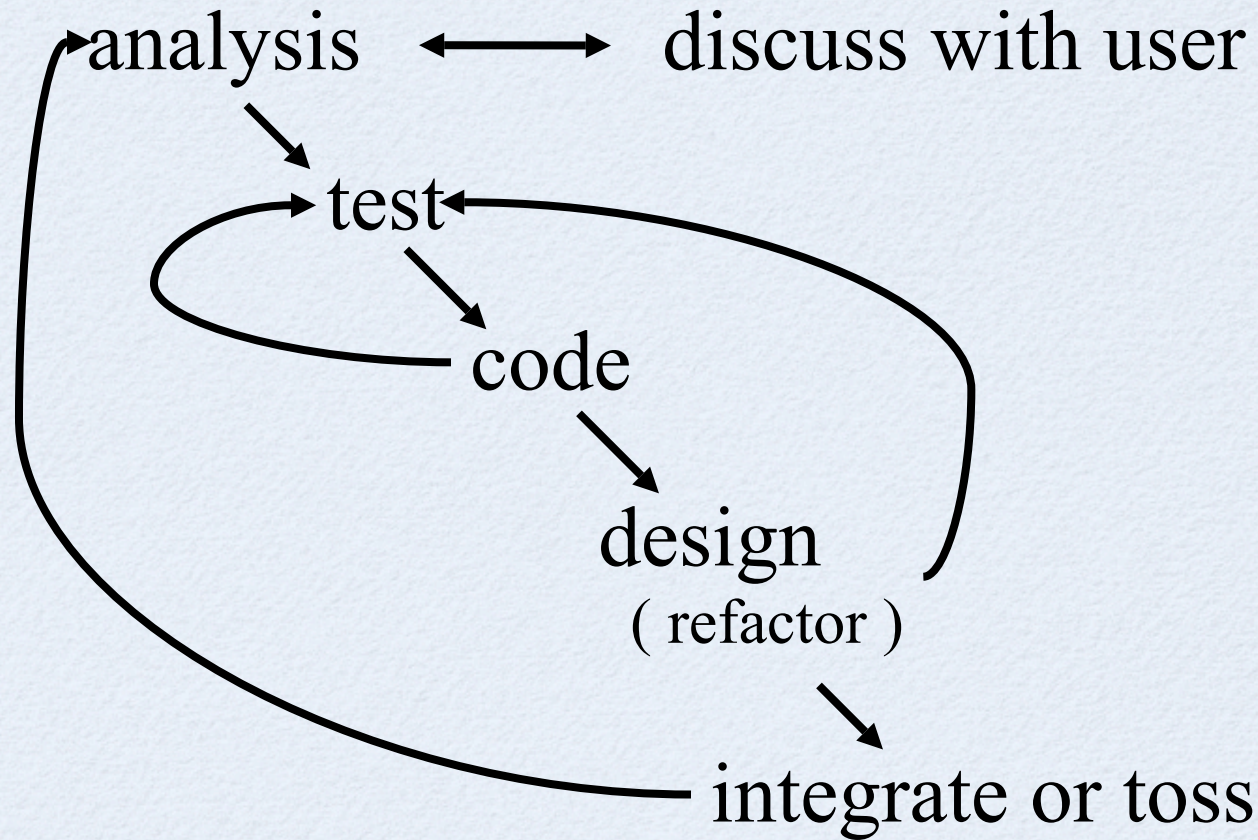 analysis
discuss with user
test
code
design
( refactor )
integrate or toss